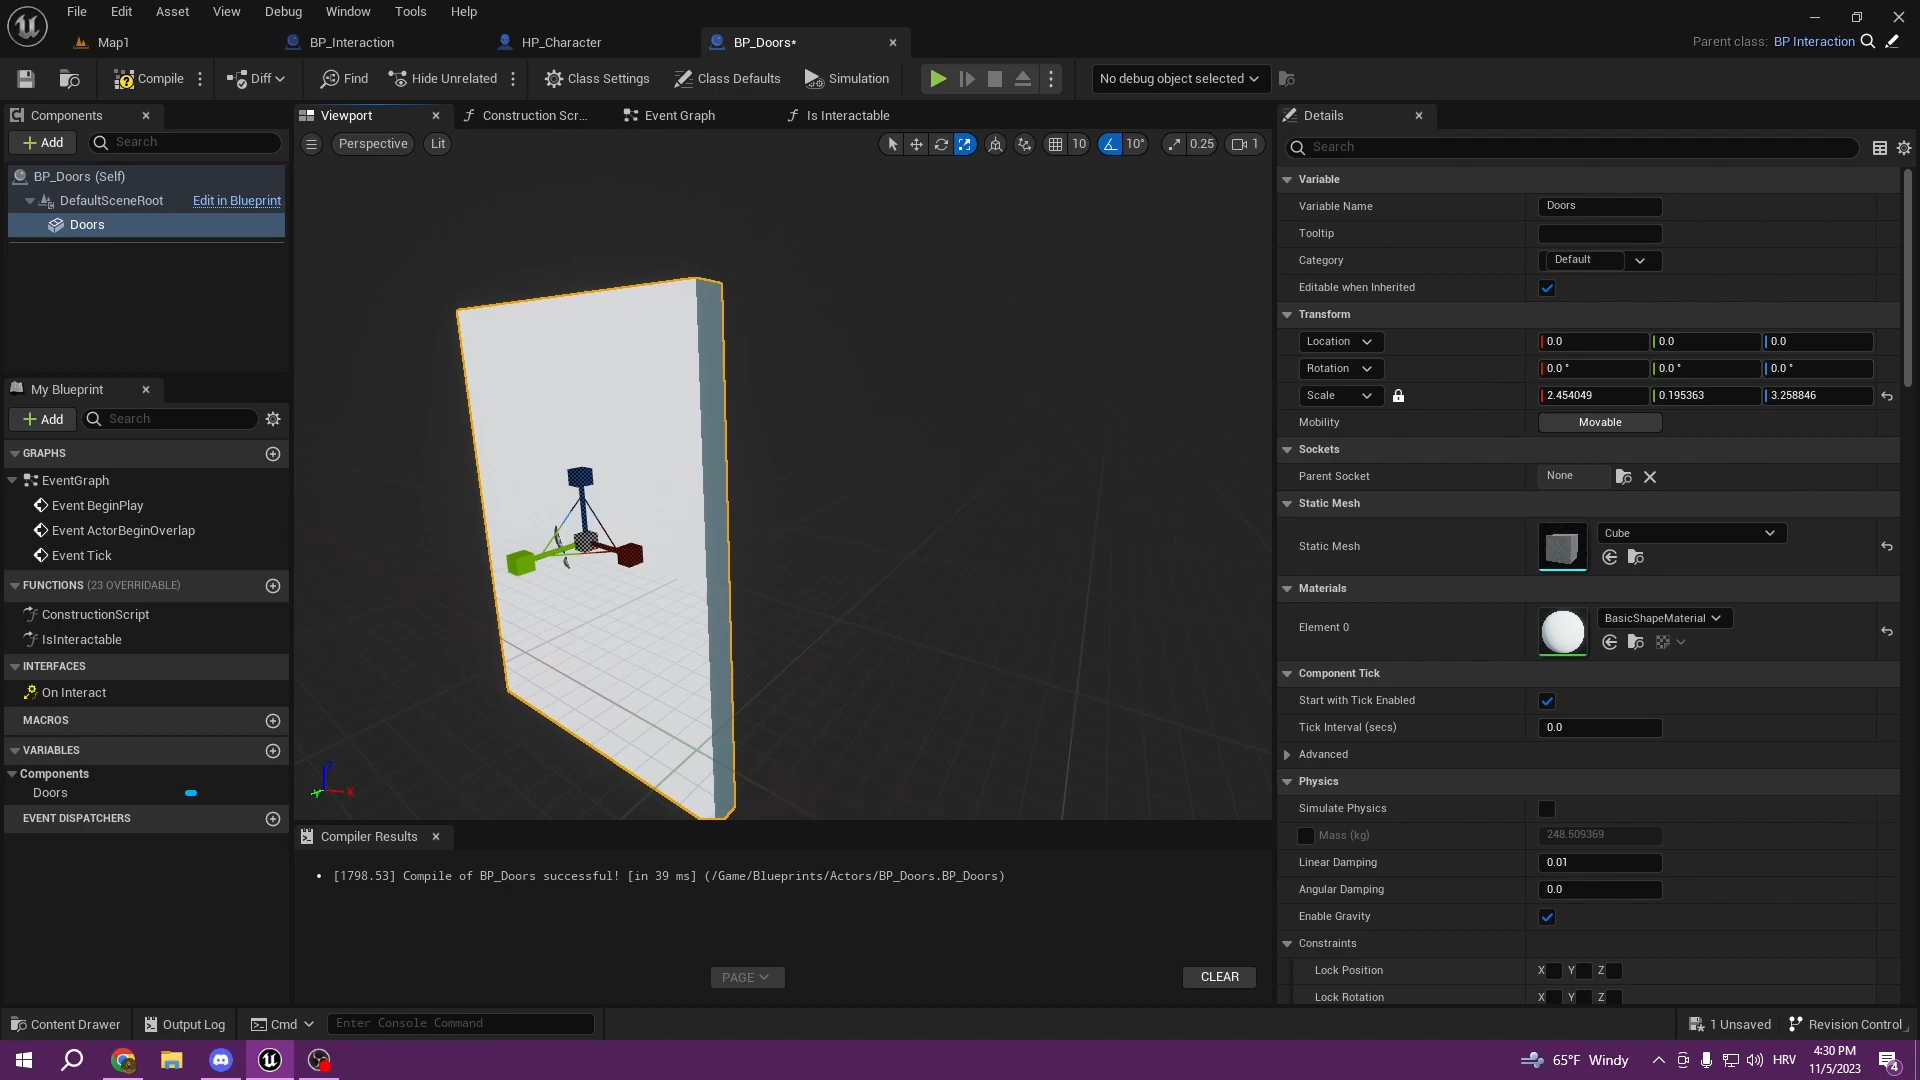 File Edit Asset View Debug Window Tools Help
Map1 BP_Interaction HP_Character BP_Doors* Parent class: BP Interaction
Compile Diff Find Hide Unrelated Class Settings Class Defaults Simulation No debug object selected
Components
Add Search
BP_Doors (Self)
DefaultSceneRoot Edit in Blueprint
Doors
My Blueprint
Add Search
GRAPHS
EventGraph
Event BeginPlay
Event ActorBeginOverlap
Event Tick
FUNCTIONS (23 OVERRIDABLE)
ConstructionScript
IsInteractable
INTERFACES
On Interact
MACROS
VARIABLES
Components
Doors
EVENT DISPATCHERS
Viewport Construction Scr... Event Graph Is Interactable
Perspective Lit 10 10° 0.25 1
Z X
Compiler Results
[1798.53] Compile of BP_Doors successful! [in 39 ms] (/Game/Blueprints/Actors/BP_Doors.BP_Doors)
PAGE CLEAR
Details
Search
Variable
Variable Name Doors
Tooltip
Category Default
Editable when Inherited
Transform
Location 0.0 0.0 0.0
Rotation 0.0 ° 0.0 ° 0.0 °
Scale 2.454049 0.195363 3.258846
Mobility Movable
Sockets
Parent Socket None
Static Mesh
Static Mesh Cube
Materials
Element 0 BasicShapeMaterial
Component Tick
Start with Tick Enabled
Tick Interval (secs) 0.0
Advanced
Physics
Simulate Physics
Mass (kg) 248.509369
Linear Damping 0.01
Angular Damping 0.0
Enable Gravity
Constraints
Lock Position X Y Z
Lock Rotation X Y Z
Content Drawer Output Log Cmd Enter Console Command 1 Unsaved Revision Control
65°F Windy HRV 4:30 PM
11/5/2023 4